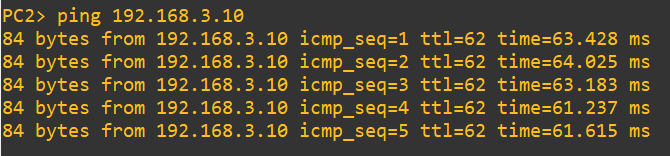 PC2> ping 192.168.3.10
84 bytes from 192.168.3.10 icmp_seq=1 ttl=62 time=63.428 ms
84 bytes from 192.168.3.10 icmp_seq=2 ttl=62 time=64.025 ms
84 bytes from 192.168.3.10 icmp_seq=3 ttl=62 time=63.183 ms
84 bytes from 192.168.3.10 icmp_seq=4 ttl=62 time=61.237 ms
84 bytes from 192.168.3.10 icmp_seq=5 ttl=62 time=61.615 ms